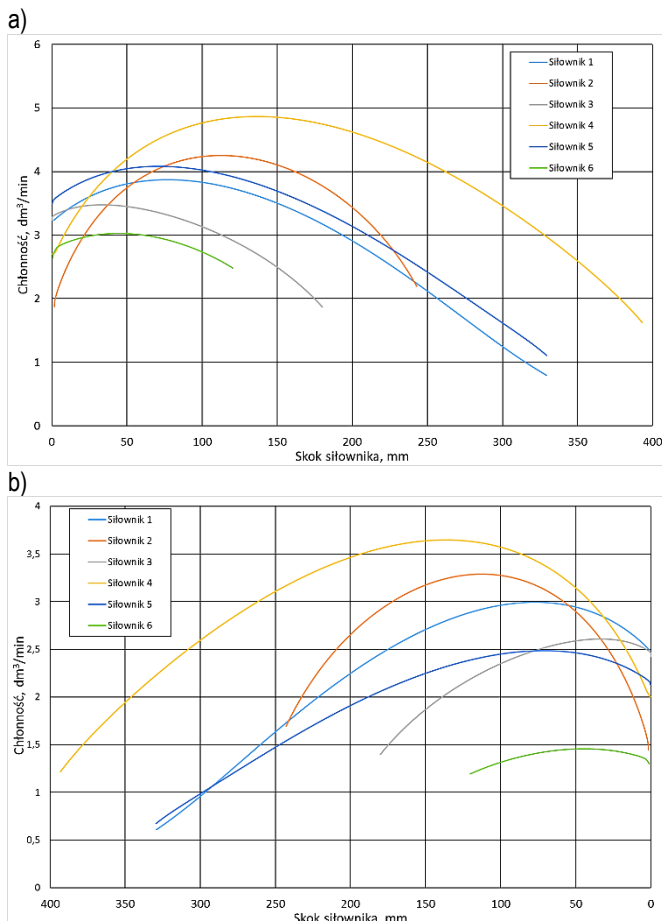 a)
6
5
4
3
2
1
0
Chłonność, dm³/min
0 50 100 150 200 250 300 350 400
Skok siłownika, mm
Siłownik 1
Siłownik 2
Siłownik 3
Siłownik 4
Siłownik 5
Siłownik 6
b)
4
3,5
3
2,5
2
1,5
1
0,5
0
Chłonność, dm³/min
400 350 300 250 200 150 100 50 0
Skok siłownika, mm
Siłownik 1
Siłownik 2
Siłownik 3
Siłownik 4
Siłownik 5
Siłownik 6